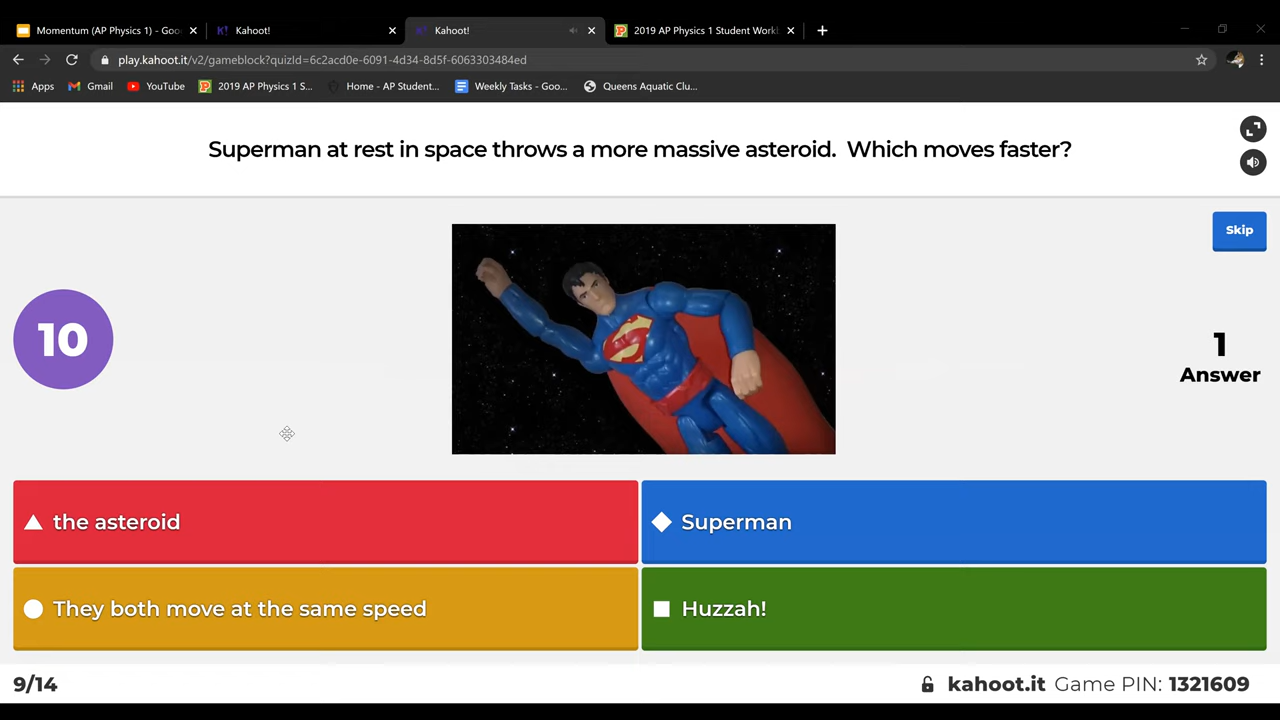 Momentum (AP Physics 1) - Goo
Kahoot!
Kahoot!
2019 AP Physics 1 Student Workl
play.kahoot.it/v2/gameblock?quizId=6c2acd0e-6091-4d34-8d5f-6063303484ed
Apps
Gmail
YouTube
2019 AP Physics 1 S...
Home - AP Student...
Weekly Tasks - Goo...
Queens Aquatic Clu...
Superman at rest in space throws a more massive asteroid. Which moves faster?
Skip
10
1
Answer
the asteroid
Superman
They both move at the same speed
Huzzah!
9/14
kahoot.it Game PIN: 1321609